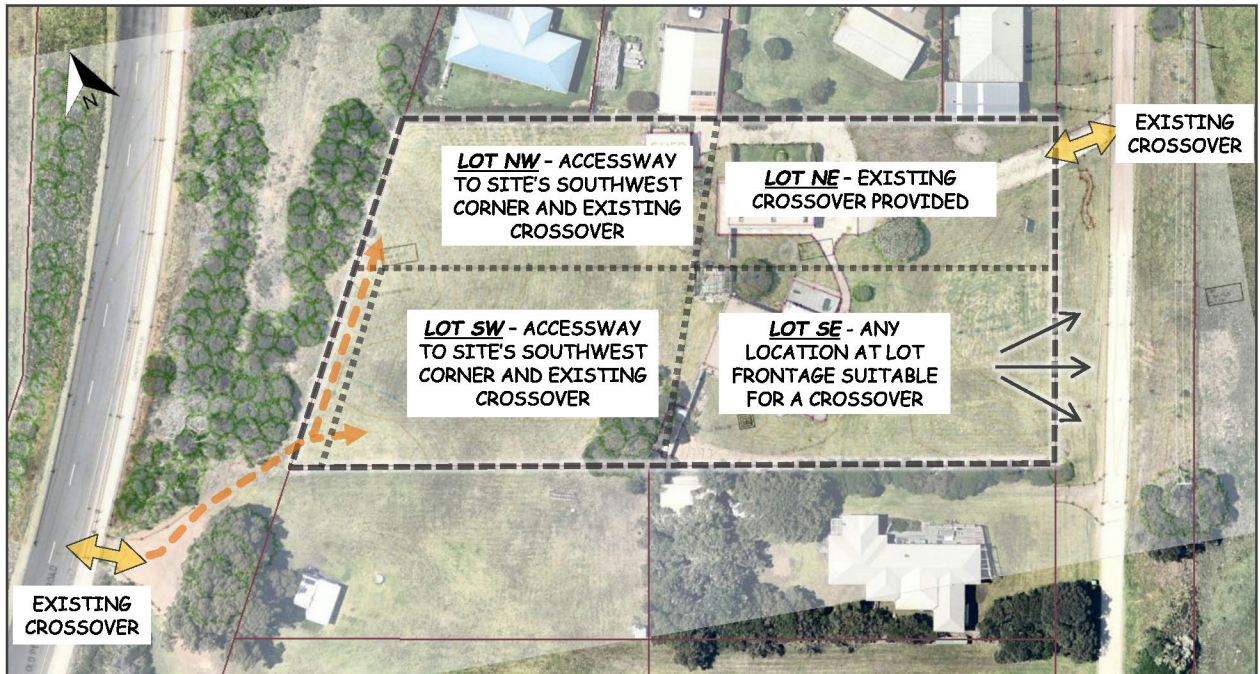 N
EXISTING
CROSSOVER
LOT NW - ACCESSWAY
TO SITE'S SOUTHWEST
CORNER AND EXISTING
CROSSOVER
LOT NE - EXISTING
CROSSOVER PROVIDED
LOT SW - ACCESSWAY
TO SITE'S SOUTHWEST
CORNER AND EXISTING
CROSSOVER
LOT SE - ANY
LOCATION AT LOT
FRONTAGE SUITABLE
FOR A CROSSOVER
EXISTING
CROSSOVER
ROAD